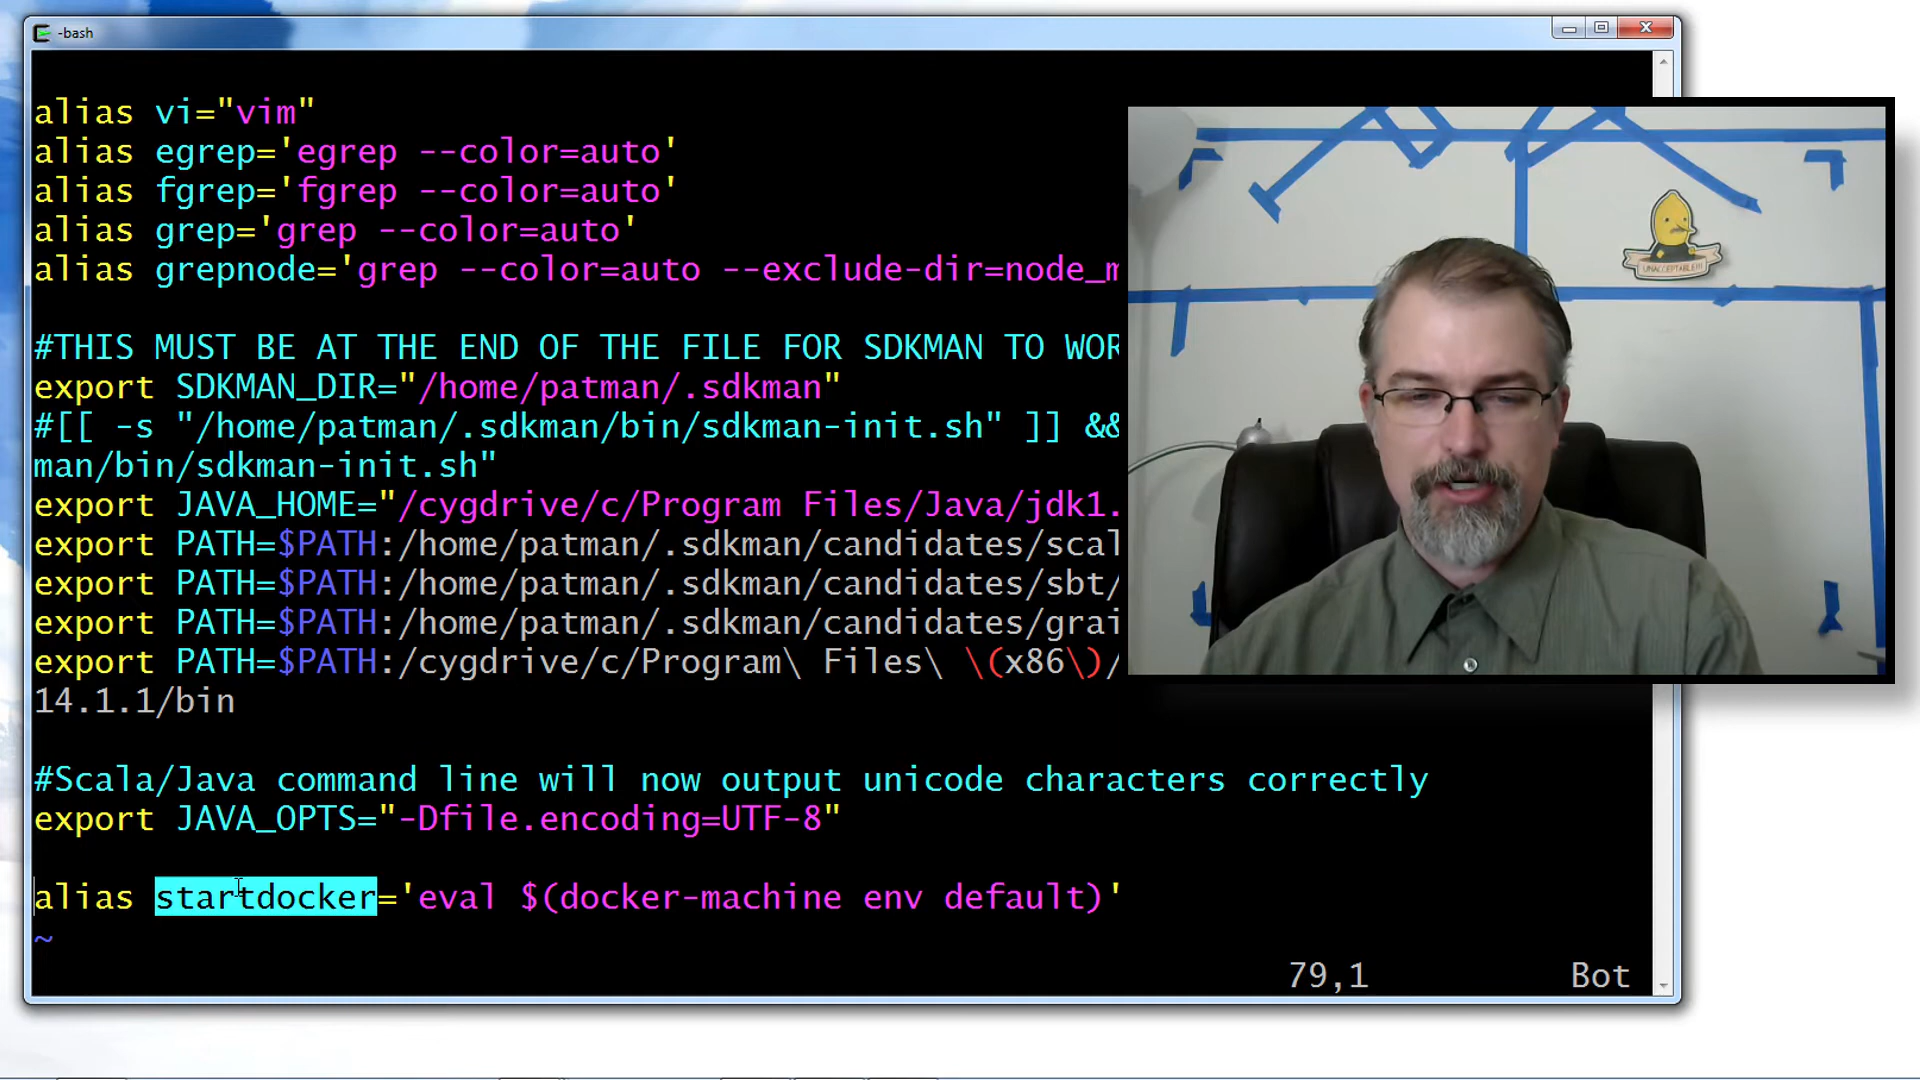 -bash
alias vi="vim"
alias egrep='egrep --color=auto'
alias fgrep='fgrep --color=auto'
alias grep='grep --color=auto'
alias grepnode='grep --color=auto --exclude-dir=node_m
UNACCEPTABLE!!!
#THIS MUST BE AT THE END OF THE FILE FOR SDKMAN TO WOR
export SDKMAN_DIR="/home/patman/.sdkman"
#[[ -s "/home/patman/.sdkman/bin/sdkman-init.sh" ]] &&
man/bin/sdkman-init.sh"
export JAVA_HOME="/cygdrive/c/Program Files/Java/jdk1.
export PATH=$PATH:/home/patman/.sdkman/candidates/scal
export PATH=$PATH:/home/patman/.sdkman/candidates/sbt/
export PATH=$PATH:/home/patman/.sdkman/candidates/grai
export PATH=$PATH:/cygdrive/c/Program\ Files\ \(x86\)/
14.1.1/bin
#Scala/Java command line will now output unicode characters correctly
export JAVA_OPTS="-Dfile.encoding=UTF-8"
alias startdocker='eval $(docker-machine env default)'
~
79,1 Bot